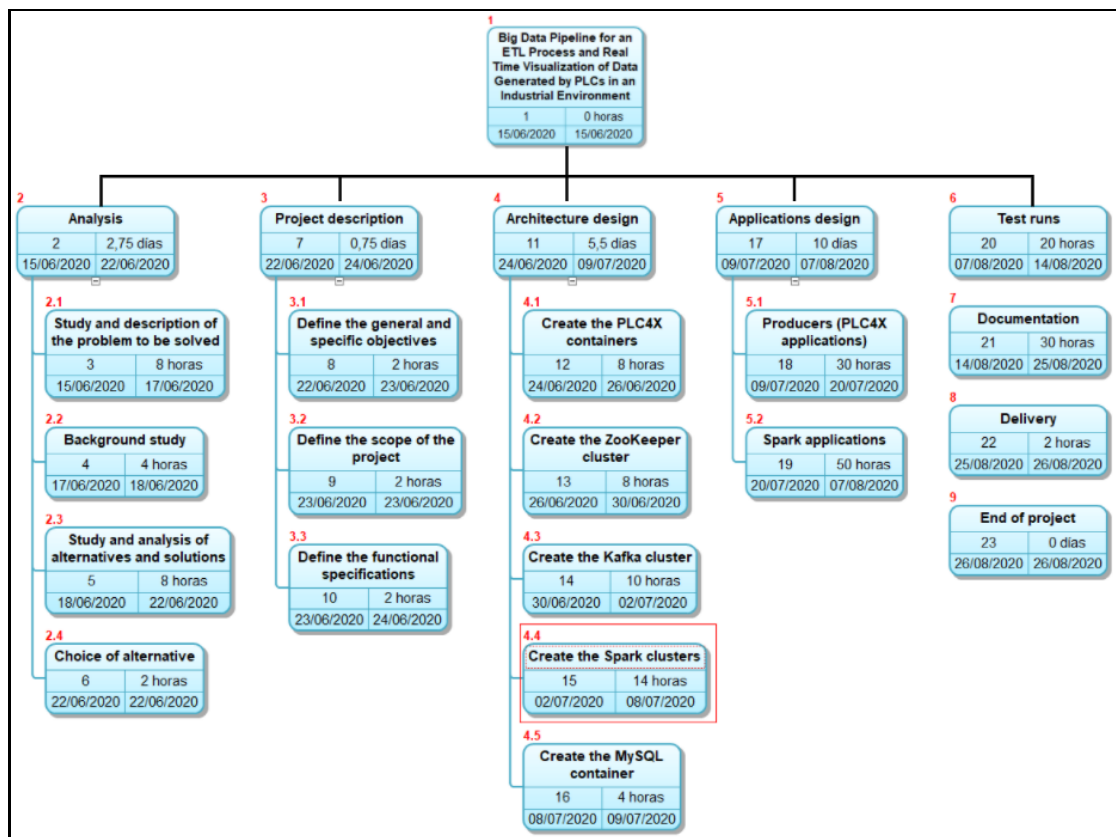 1
Big Data Pipeline for an
ETL Process and Real
Time Visualization of Data
Generated by PLCs in an
Industrial Environment
1 0 horas
15/06/2020 15/06/2020
2
Analysis
2 2,75 días
15/06/2020 22/06/2020
2.1
Study and description of
the problem to be solved
3 8 horas
15/06/2020 17/06/2020
2.2
Background study
4 4 horas
17/06/2020 18/06/2020
2.3
Study and analysis of
alternatives and solutions
5 8 horas
18/06/2020 22/06/2020
2.4
Choice of alternative
6 2 horas
22/06/2020 22/06/2020
3
Project description
7 0,75 días
22/06/2020 24/06/2020
3.1
Define the general and
specific objectives
8 2 horas
22/06/2020 23/06/2020
3.2
Define the scope of the
project
9 2 horas
23/06/2020 23/06/2020
3.3
Define the functional
specifications
10 2 horas
23/06/2020 24/06/2020
4
Architecture design
11 5,5 días
24/06/2020 09/07/2020
4.1
Create the PLC4X
containers
12 8 horas
24/06/2020 26/06/2020
4.2
Create the ZooKeeper
cluster
13 8 horas
26/06/2020 30/06/2020
4.3
Create the Kafka cluster
14 10 horas
30/06/2020 02/07/2020
4.4
Create the Spark clusters
15 14 horas
02/07/2020 08/07/2020
4.5
Create the MySQL
container
16 4 horas
08/07/2020 09/07/2020
5
Applications design
17 10 días
09/07/2020 07/08/2020
5.1
Producers (PLC4X
applications)
18 30 horas
09/07/2020 20/07/2020
5.2
Spark applications
19 50 horas
20/07/2020 07/08/2020
6
Test runs
20 20 horas
07/08/2020 14/08/2020
7
Documentation
21 30 horas
14/08/2020 25/08/2020
8
Delivery
22 2 horas
25/08/2020 26/08/2020
9
End of project
23 0 días
26/08/2020 26/08/2020